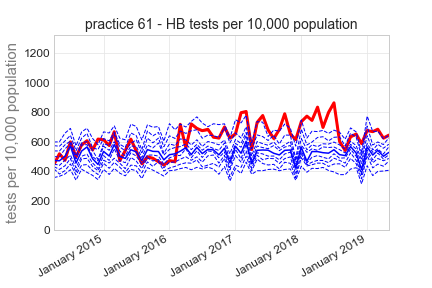 practice 61 - HB tests per 10,000 population
tests per 10,000 population
1200
1000
800
600
400
200
0
January 2015
January 2016
January 2017
January 2018
January 2019